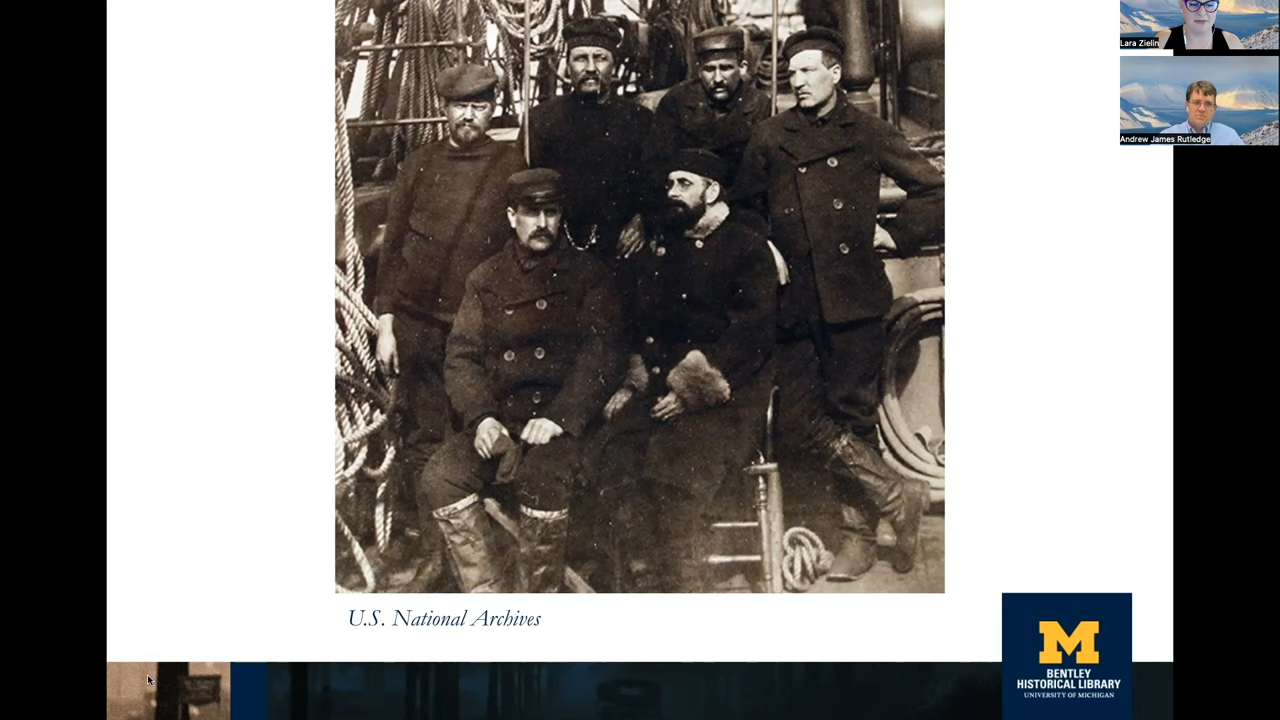 Lara Zielin
Andrew James Rutledge
U.S. National Archives
M
BENTLEY
HISTORICAL LIBRARY
UNIVERSITY OF MICHIGAN